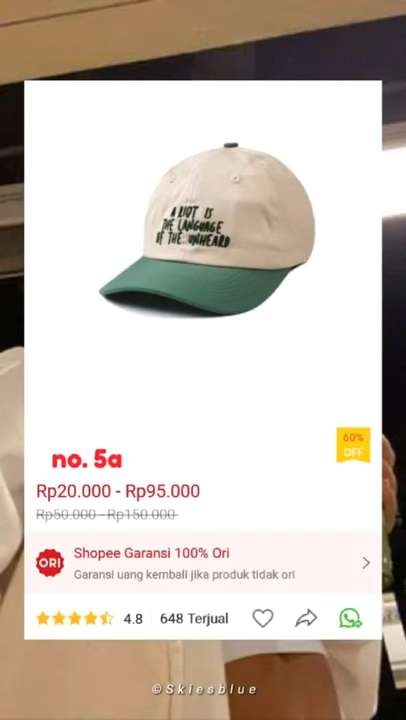 A RIOT IS
THE LANGUAGE
OF THE UNHEARD
no. 5a
60%
OFF
Rp20.000 - Rp95.000
Rp50.000 - Rp150.000
ORI
Shopee Garansi 100% Ori
Garansi uang kembali jika produk tidak ori
4.8
648 Terjual
©Skiesblue